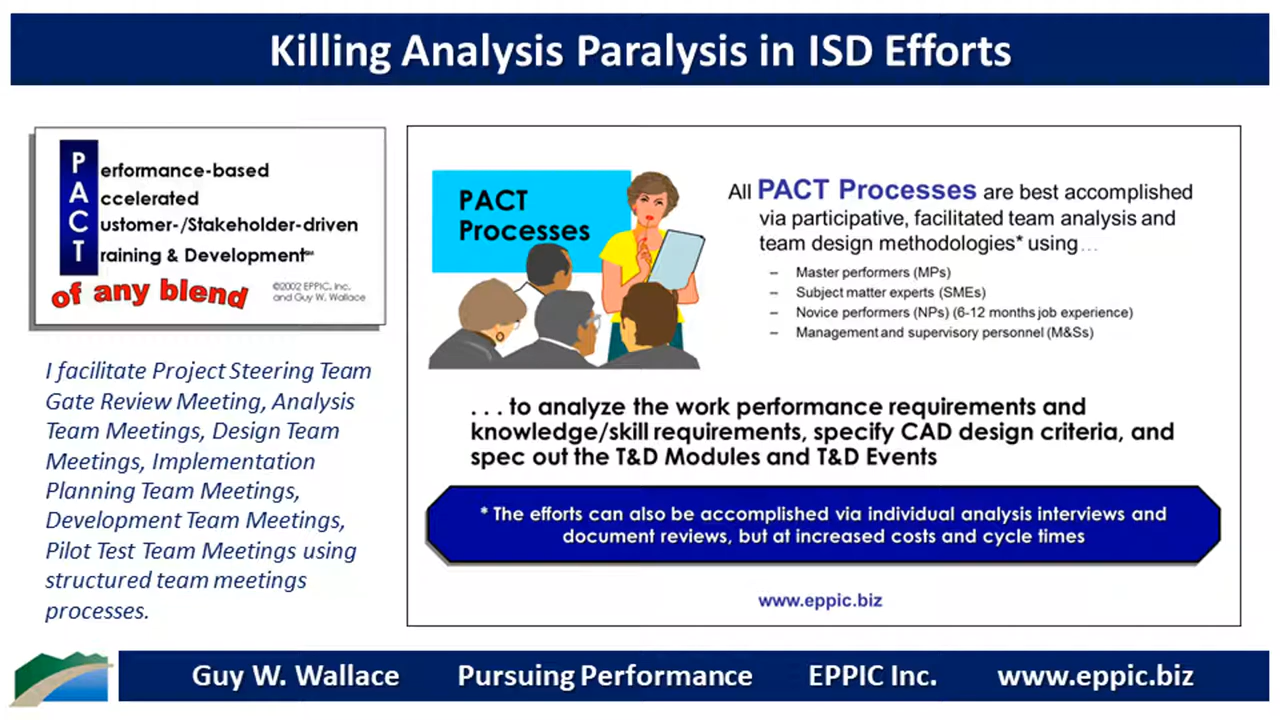 Killing Analysis Paralysis in ISD Efforts
Performance-based
Accelerated
Customer-/Stakeholder-driven
Training & Development℠
of any blend
©2002 EPPIC, Inc.
and Guy W. Wallace
I facilitate Project Steering Team
Gate Review Meeting, Analysis
Team Meetings, Design Team
Meetings, Implementation
Planning Team Meetings,
Development Team Meetings,
Pilot Test Team Meetings using
structured team meetings
processes.
PACT
Processes
All PACT Processes are best accomplished
via participative, facilitated team analysis and
team design methodologies* using…
– Master performers (MPs)
– Subject matter experts (SMEs)
– Novice performers (NPs) (6-12 months job experience)
– Management and supervisory personnel (M&Ss)
. . . to analyze the work performance requirements and
knowledge/skill requirements, specify CAD design criteria, and
spec out the T&D Modules and T&D Events
* The efforts can also be accomplished via individual analysis interviews and
document reviews, but at increased costs and cycle times
www.eppic.biz
Guy W. Wallace Pursuing Performance EPPIC Inc. www.eppic.biz